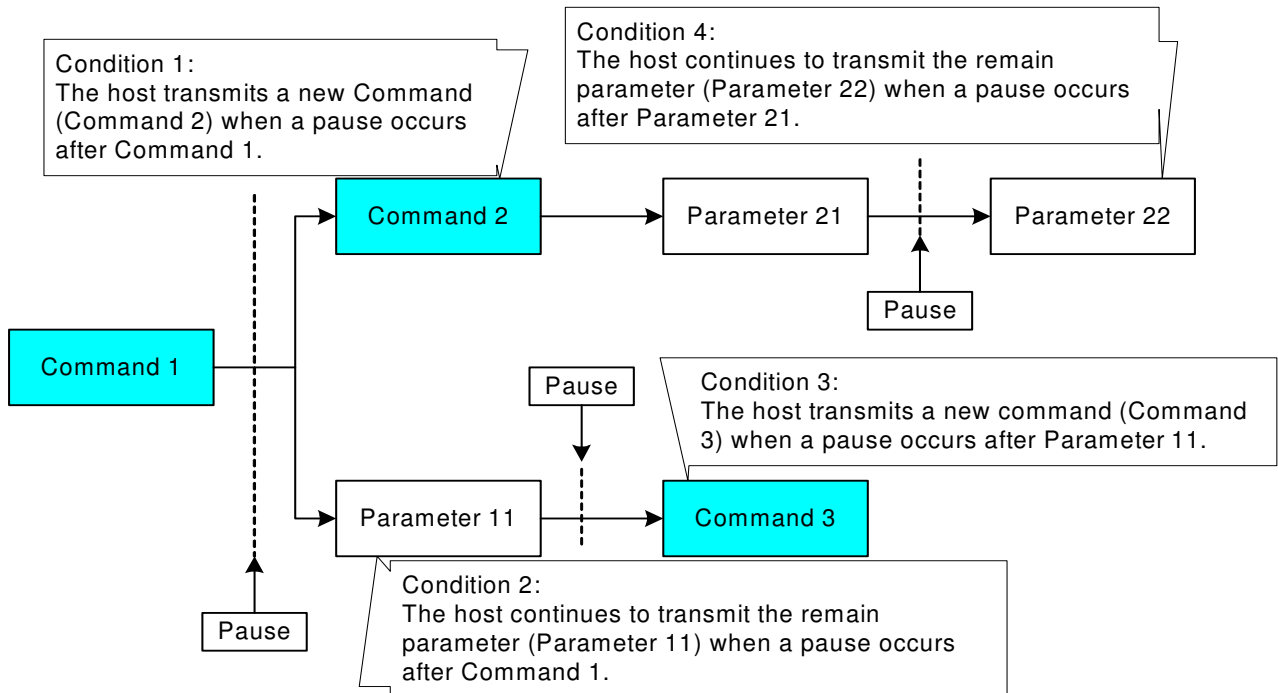 Condition 1:
The host transmits a new Command
(Command 2) when a pause occurs
after Command 1.
Condition 4:
The host continues to transmit the remain
parameter (Parameter 22) when a pause occurs
after Parameter 21.
Command 2
Parameter 21
Parameter 22
Pause
Command 1
Pause
Condition 3:
The host transmits a new command (Command
3) when a pause occurs after Parameter 11.
Parameter 11
Command 3
Pause
Condition 2:
The host continues to transmit the remain
parameter (Parameter 11) when a pause occurs
after Command 1.